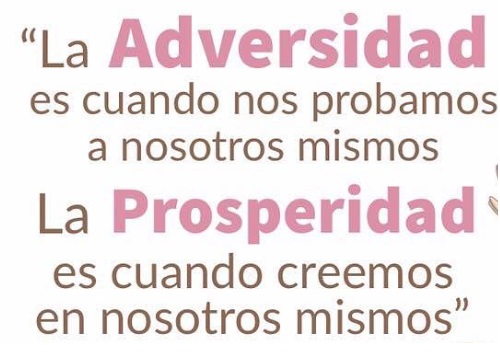 “La Adversidad
es cuando nos probamos
a nosotros mismos
La Prosperidad
es cuando creemos
en nosotros mismos”